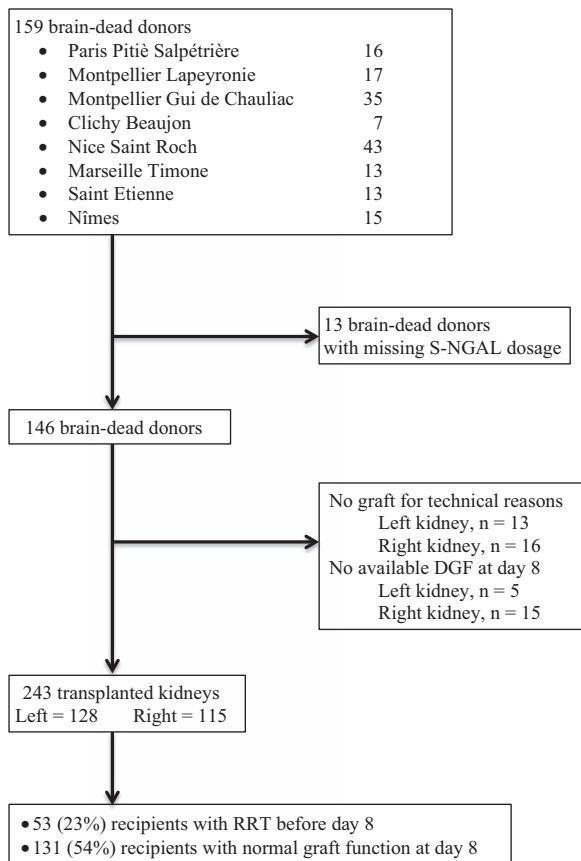 159 brain-dead donors
• Paris Pitiè Salpétrière 16
• Montpellier Lapeyronie 17
• Montpellier Gui de Chauliac 35
• Clichy Beaujon 7
• Nice Saint Roch 43
• Marseille Timone 13
• Saint Etienne 13
• Nîmes 15
13 brain-dead donors
with missing S-NGAL dosage
146 brain-dead donors
No graft for technical reasons
Left kidney, n = 13
Right kidney, n = 16
No available DGF at day 8
Left kidney, n = 5
Right kidney, n = 15
243 transplanted kidneys
Left = 128 Right = 115
• 53 (23%) recipients with RRT before day 8
• 131 (54%) recipients with normal graft function at day 8